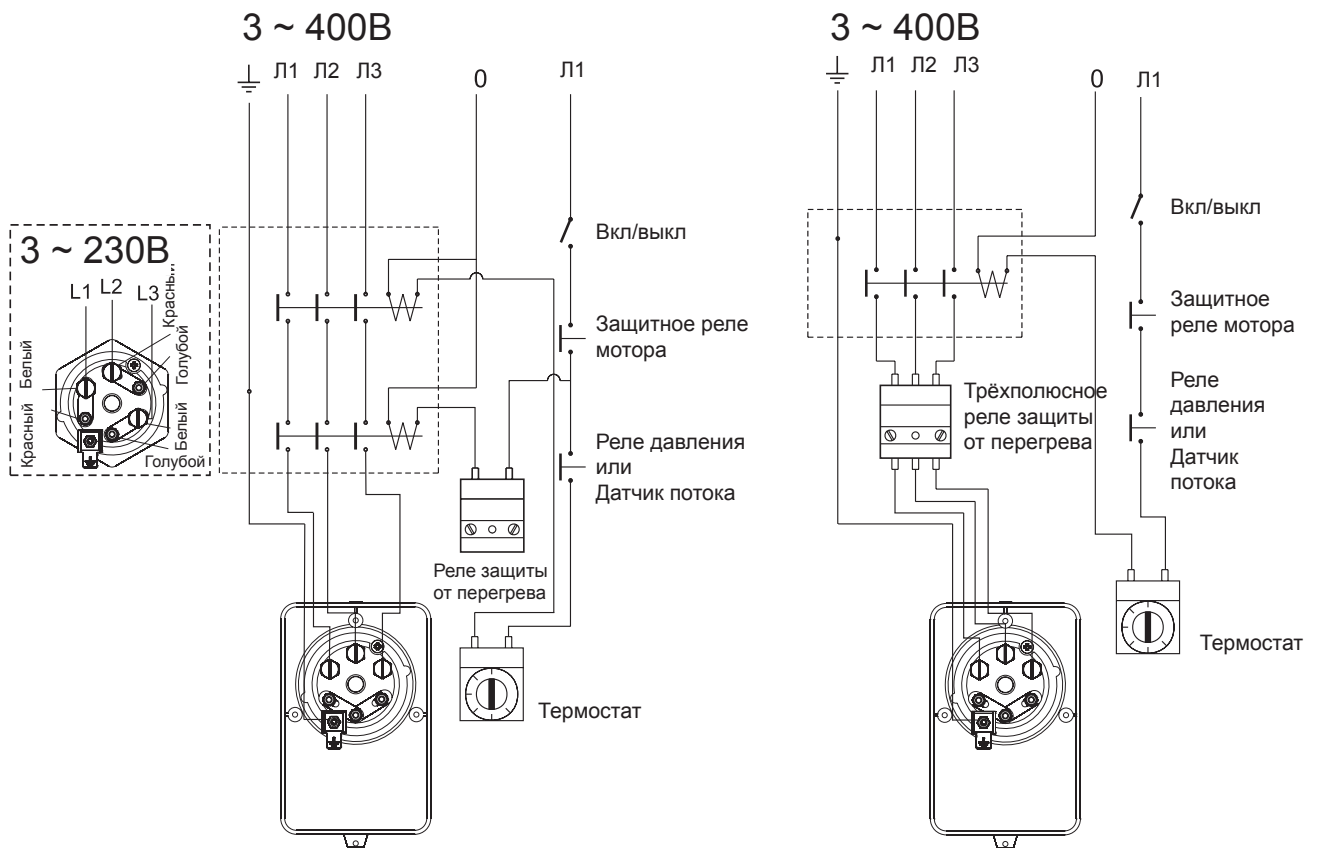 3 ~ 400В
Л1 Л2 Л3
0
Л1
Вкл/выкл
Защитное реле
мотора
Реле давления
или
Датчик потока
Реле защиты
от перегрева
Термостат
3 ~ 230В
L1 L2 L3
Красный
Голубой
Белый
Красный
Белый
Голубой
3 ~ 400В
Л1 Л2 Л3
0
Л1
Вкл/выкл
Защитное
реле мотора
Реле
давления
или
Датчик
потока
Трёхполюсное
реле защиты
от перегрева
Термостат